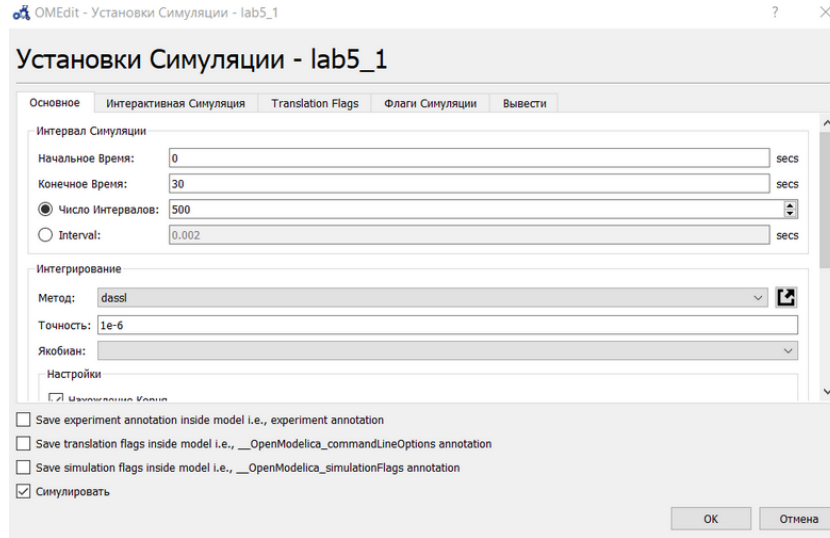 OMEdit - Установки Симуляции - lab5_1 ?
Установки Симуляции - lab5_1
Основное Интерактивная Симуляция Translation Flags Флаги Симуляции Вывести
Интервал Симуляции
Начальное Время: 0 secs
Конечное Время: 30 secs
Число Интервалов: 500
Interval: 0.002 secs
Интегрирование
Метод: dassl
Точность: 1e-6
Якобиан:
Настройки
Нахождение Корня
Save experiment annotation inside model i.e., experiment annotation
Save translation flags inside model i.e., __OpenModelica_commandLineOptions annotation
Save simulation flags inside model i.e., __OpenModelica_simulationFlags annotation
Симулировать
OK Отмена